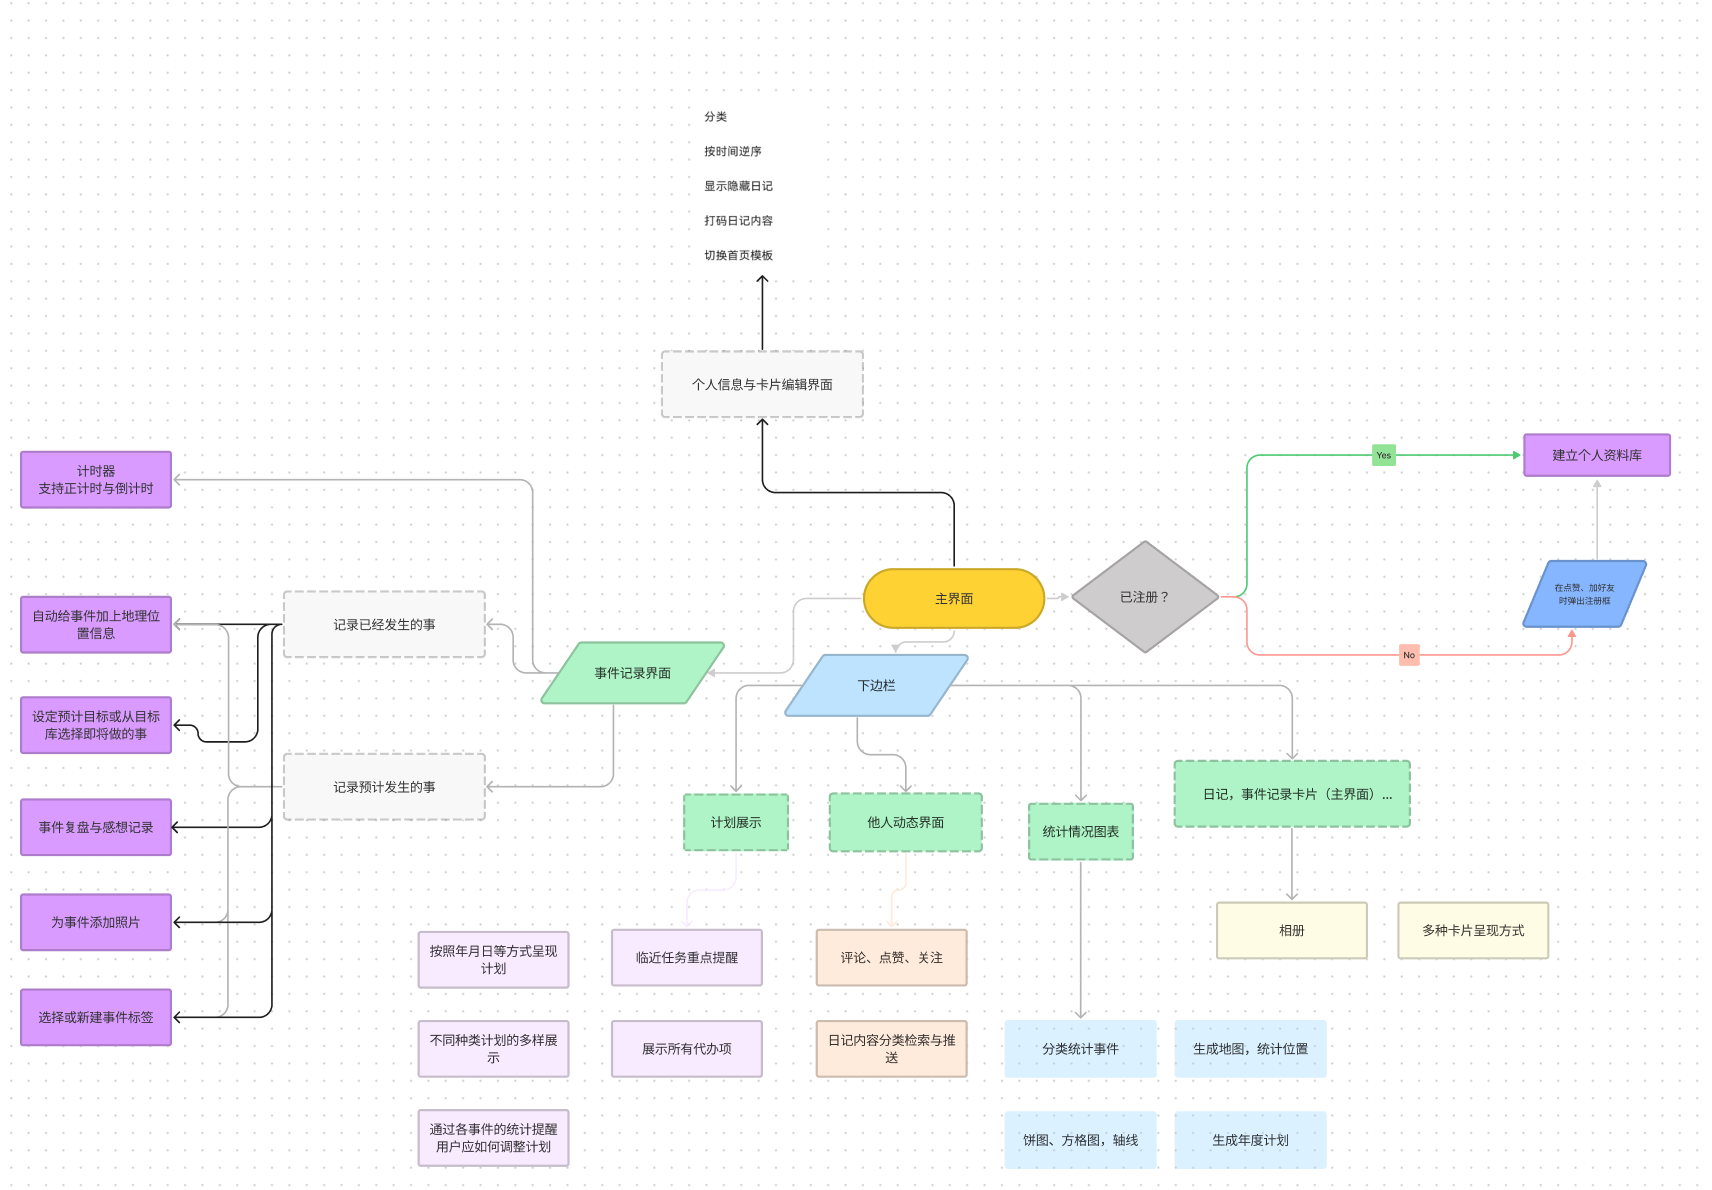 分类
按时间逆序
显示隐藏日记
打码日记内容
切换首页模板
个人信息与卡片编辑界面
计时器
支持正计时与倒计时
Yes
建立个人资料库
自动给事件加上地理位
置信息
记录已经发生的事
主界面
已注册？
在点赞、加好友
时弹出注册框
No
事件记录界面
下边栏
设定预计目标或从目标
库选择即将做的事
记录预计发生的事
日记，事件记录卡片（主界面）...
事件复盘与感想记录
计划展示
他人动态界面
统计情况图表
为事件添加照片
相册
多种卡片呈现方式
按照年月日等方式呈现
计划
临近任务重点提醒
评论、点赞、关注
选择或新建事件标签
不同种类计划的多样展
示
展示所有代办项
日记内容分类检索与推
送
分类统计事件
生成地图，统计位置
通过各事件的统计提醒
用户应如何调整计划
饼图、方格图，轴线
生成年度计划